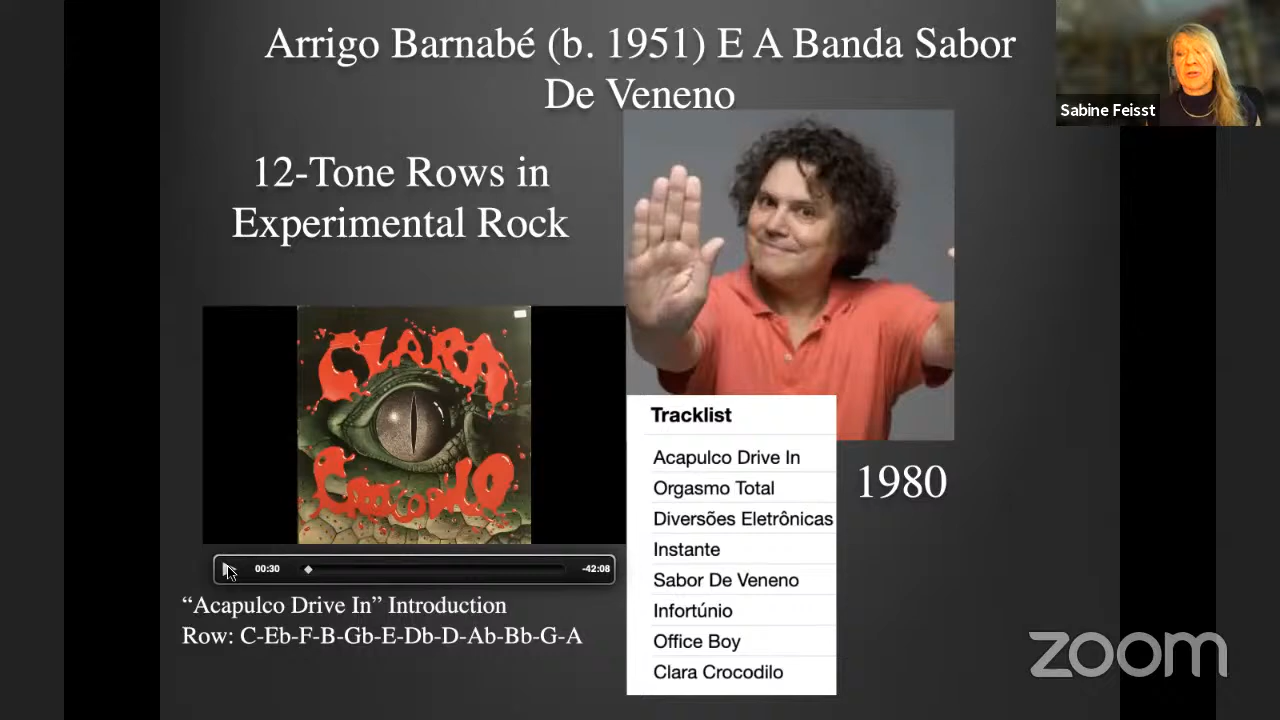 Arrigo Barnabé (b. 1951) E A Banda Sabor
De Veneno
Sabine Feisst
12-Tone Rows in
Experimental Rock
CLARA
CROCODILO
00:30
-42:08
“Acapulco Drive In” Introduction
Row: C-Eb-F-B-Gb-E-Db-D-Ab-Bb-G-A
Tracklist
Acapulco Drive In
Orgasmo Total
Diversões Eletrônicas
Instante
Sabor De Veneno
Infortúnio
Office Boy
Clara Crocodilo
1980
zoom